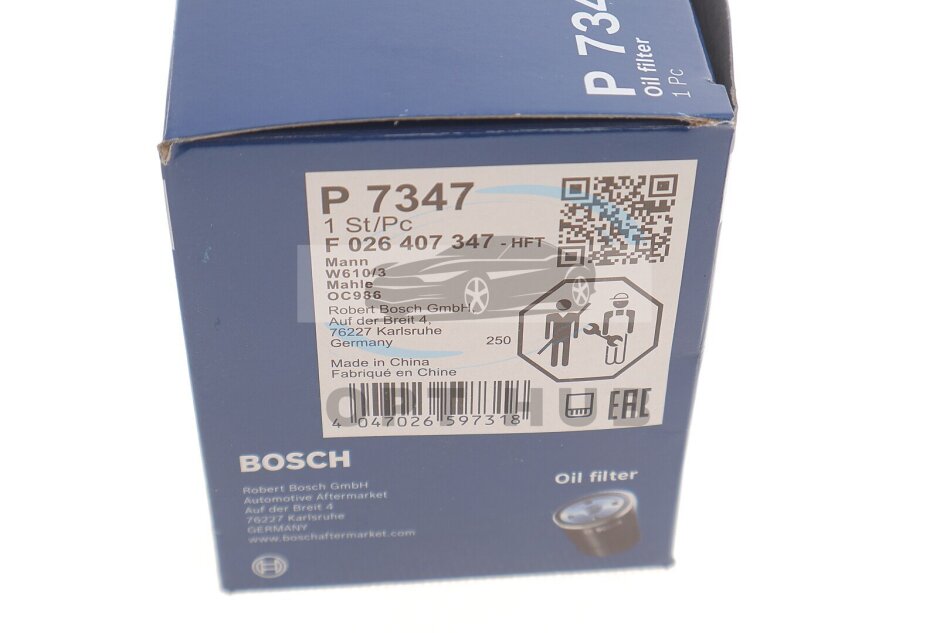 P 734
Oil filter
1 Pc
P 7347
1 St/Pc
F 026 407 347 - HFT
Mann
W610/3
Mahle
OC986
Robert Bosch GmbH,
Auf der Breit 4,
76227 Karlsruhe
Germany
250
Made in China
Fabriqué en Chine
OPT HUB
4 047026 597318
EAC
BOSCH
Robert Bosch GmbH
Automotive Aftermarket
Auf der Breit 4
76227 Karlsruhe
GERMANY
www.boschaftermarket.com
Oil filter